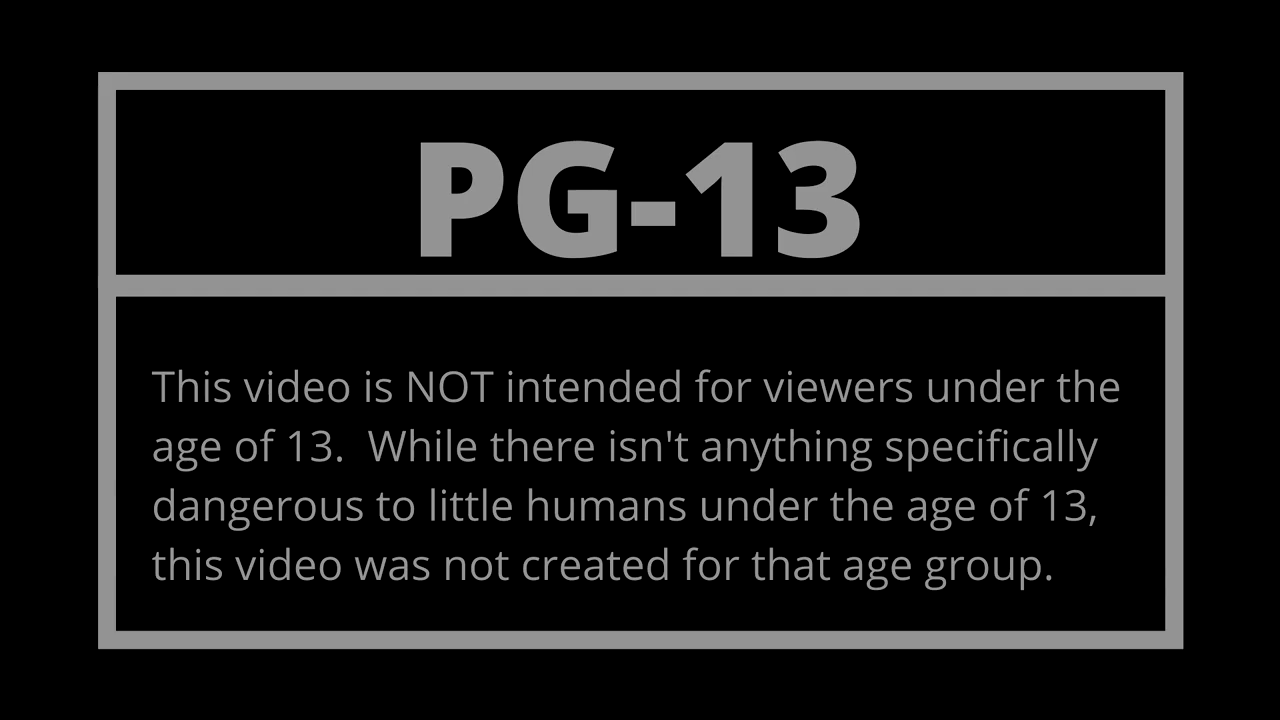 PG-13
This video is NOT intended for viewers under the
age of 13.  While there isn't anything specifically
dangerous to little humans under the age of 13,
this video was not created for that age group.